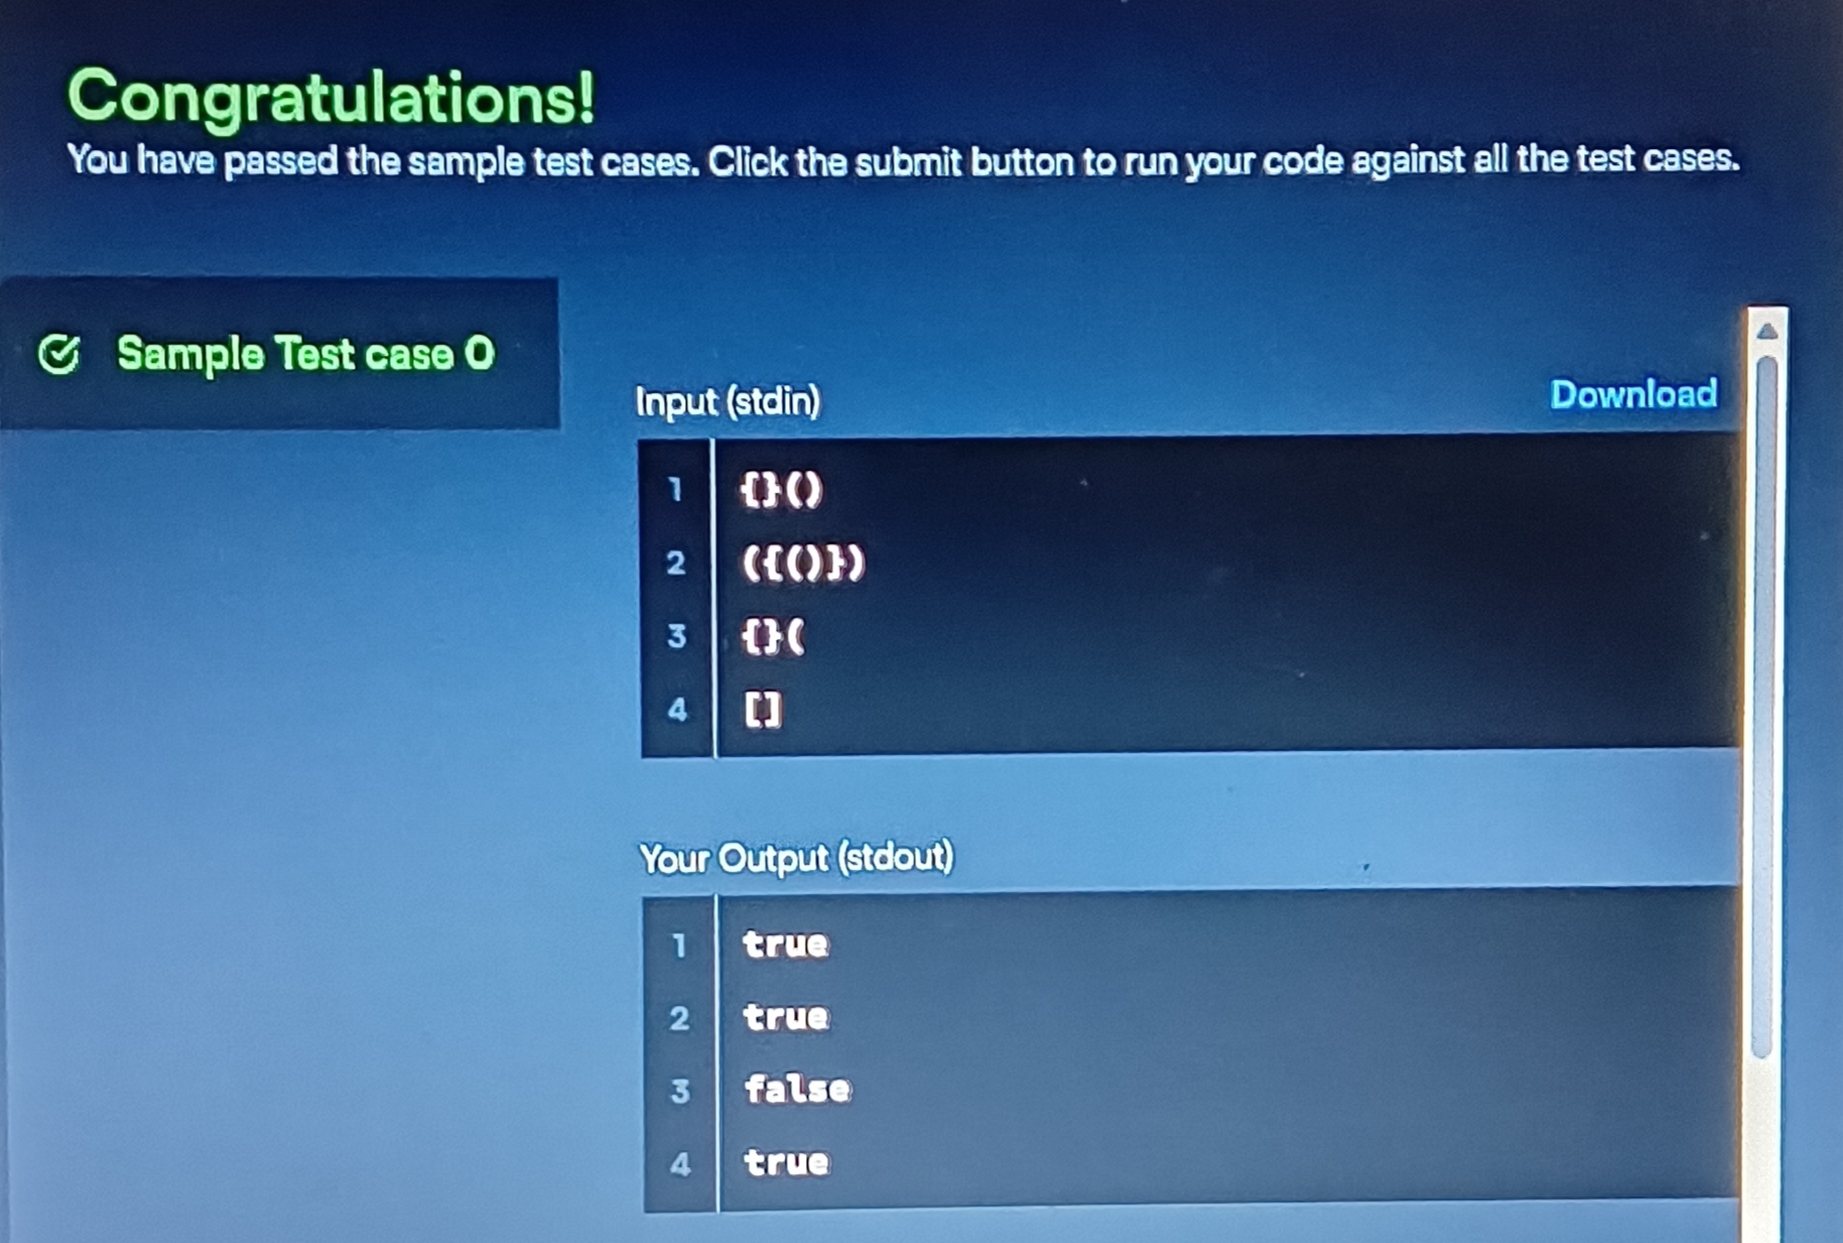 Congratulations!
You have passed the sample test cases. Click the submit button to run your code against all the test cases.
Sample Test case 0
Input (stdin)
Download
1 {}()
2 ({()})
3 {}(
4 []
Your Output (stdout)
1 true
2 true
3 false
4 true